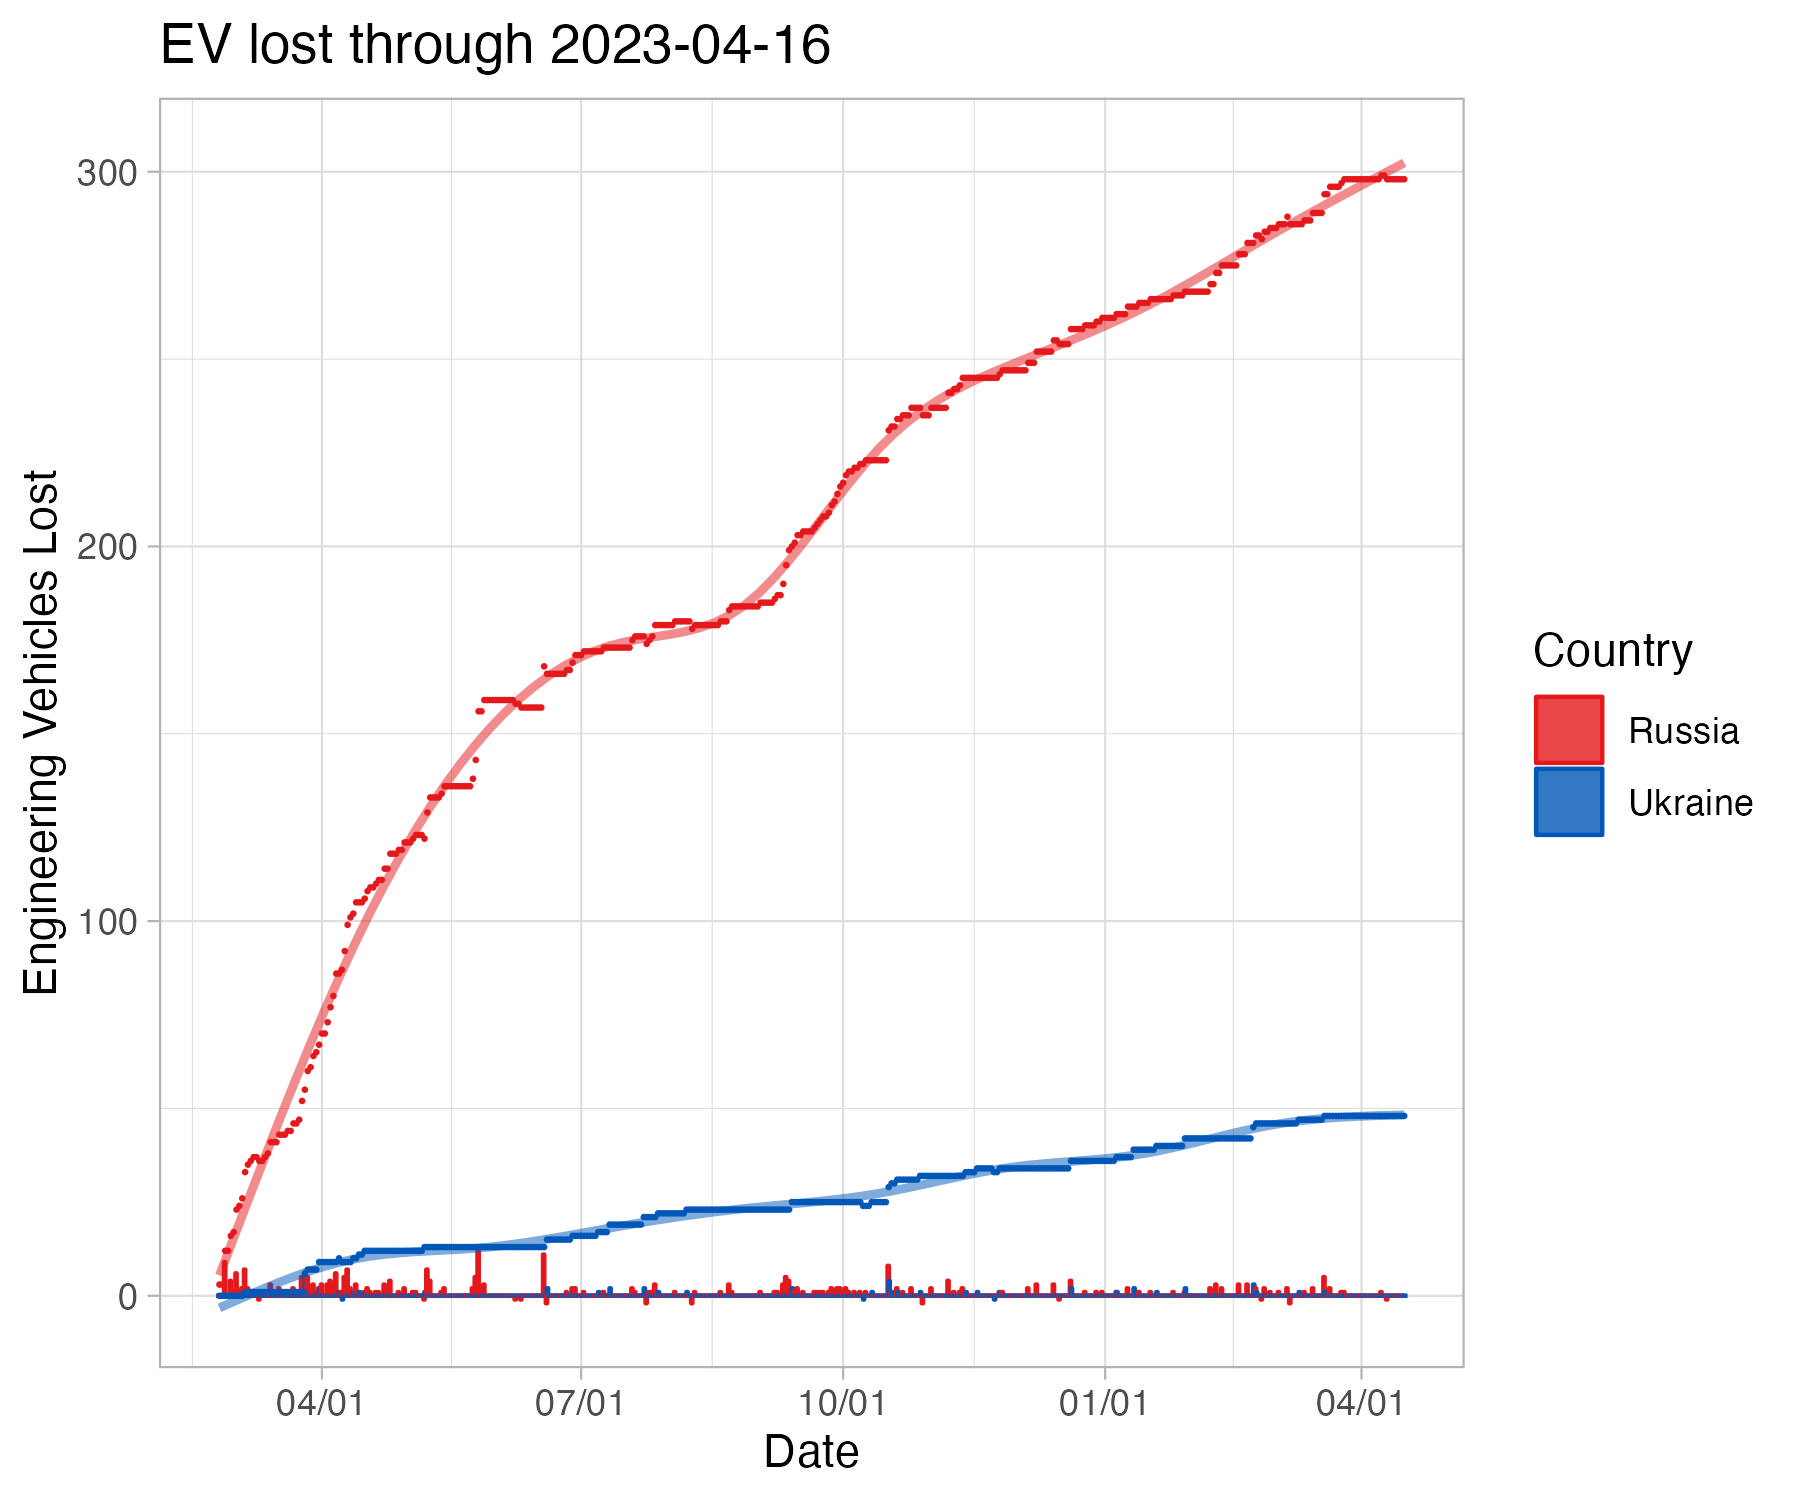 EV lost through 2023-04-16
Engineering Vehicles Lost
300
200
100
0
04/01 07/01 10/01 01/01 04/01
Date
Country
Russia
Ukraine